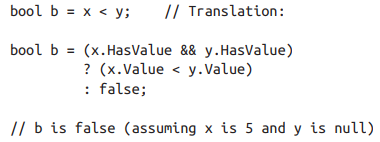 bool b = x < y;    // Translation:

bool b = (x.HasValue && y.HasValue)
         ? (x.Value < y.Value)
         : false;

// b is false (assuming x is 5 and y is null)